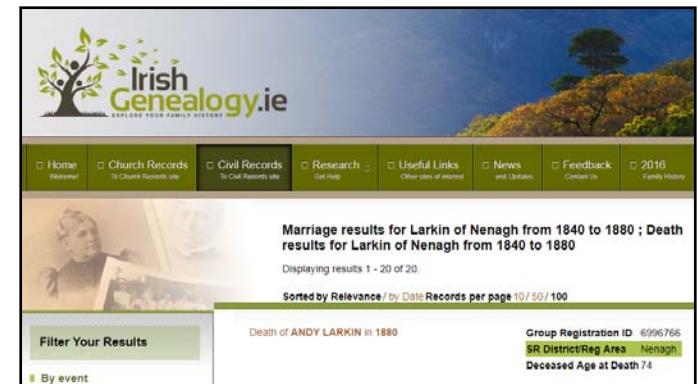 Irish
Genealogy.ie
EXPLORE YOUR FAMILY HISTORY
Home
Welcome!
Church Records
To Church Records site
Civil Records
To Civil Records site
Research
Get Help
Useful Links
Other sites of interest
News
and Updates
Feedback
Contact Us
2016
Family History
Marriage results for Larkin of Nenagh from 1840 to 1880 ; Death
results for Larkin of Nenagh from 1840 to 1880
Displaying results 1 - 20 of 20.
Sorted by Relevance / by Date Records per page 10 / 50 / 100
Filter Your Results
By event
Death of ANDY LARKIN in 1880
Group Registration ID 6996766
SR District/Reg Area Nenagh
Deceased Age at Death 74